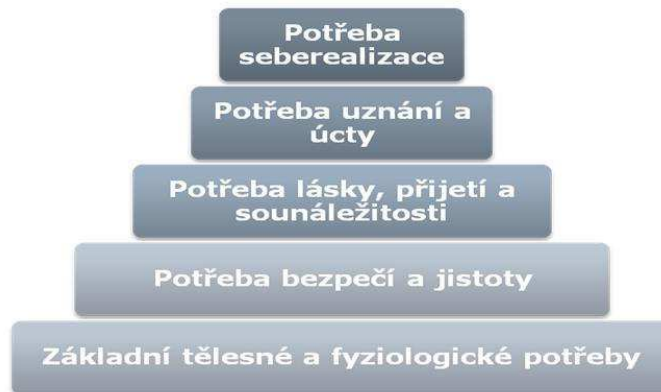 Potřeba
seberealizace
Potřeba uznání a
úcty
Potřeba lásky, přijetí a
sounáležitosti
Potřeba bezpečí a jistoty
Základní tělesné a fyziologické potřeby